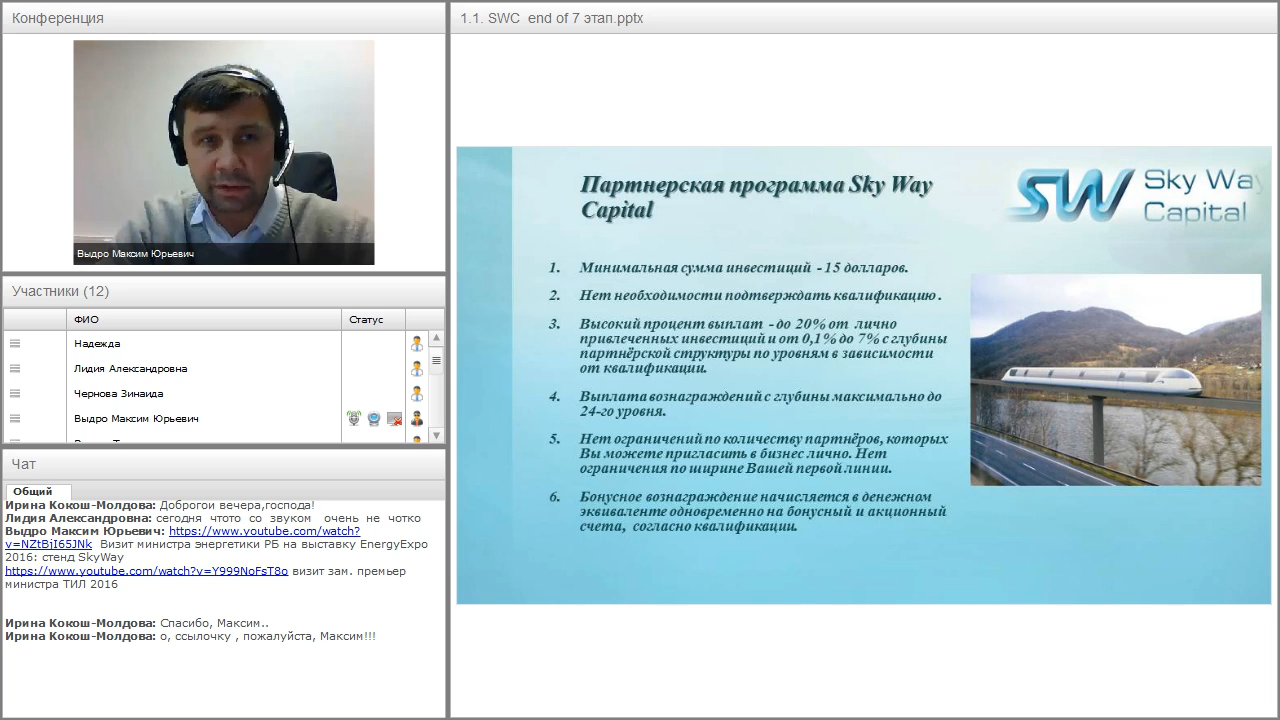 Конференция
Выдро Максим Юрьевич
Участники (12)
ФИО
Статус
Надежда
Лидия Александровна
Чернова Зинаида
Выдро Максим Юрьевич
Чат
Общий
Ирина Кокош-Молдова: Доброгои вечера,господа!
Лидия Александровна: сегодня чтото со звуком очень не чотко
Выдро Максим Юрьевич: https://www.youtube.com/watch?
v=NZtBjI65JNk Визит министра энергетики РБ на выставку EnergyExpo
2016: стенд SkyWay
https://www.youtube.com/watch?v=Y999NoFsT8o визит зам. премьер
министра ТИЛ 2016
Ирина Кокош-Молдова: Спасибо, Максим..
Ирина Кокош-Молдова: о, ссылочку , пожалуйста, Максим!!!
1.1. SWC end of 7 этап.pptx
Партнерская программа Sky Way
Capital
SW Sky Way
Capital
1. Минимальная сумма инвестиций - 15 долларов.
2. Нет необходимости подтверждать квалификацию .
3. Высокий процент выплат - до 20% от лично
привлеченных инвестиций и от 0,1% до 7% с глубины
партнёрской структуры по уровням в зависимости
от квалификации.
4. Выплата вознаграждений с глубины максимально до
24-го уровня.
5. Нет ограничений по количеству партнёров, которых
Вы можете пригласить в бизнес лично. Нет
ограничения по ширине Вашей первой линии.
6. Бонусное вознаграждение начисляется в денежном
эквиваленте одновременно на бонусный и акционный
счета, согласно квалификации.